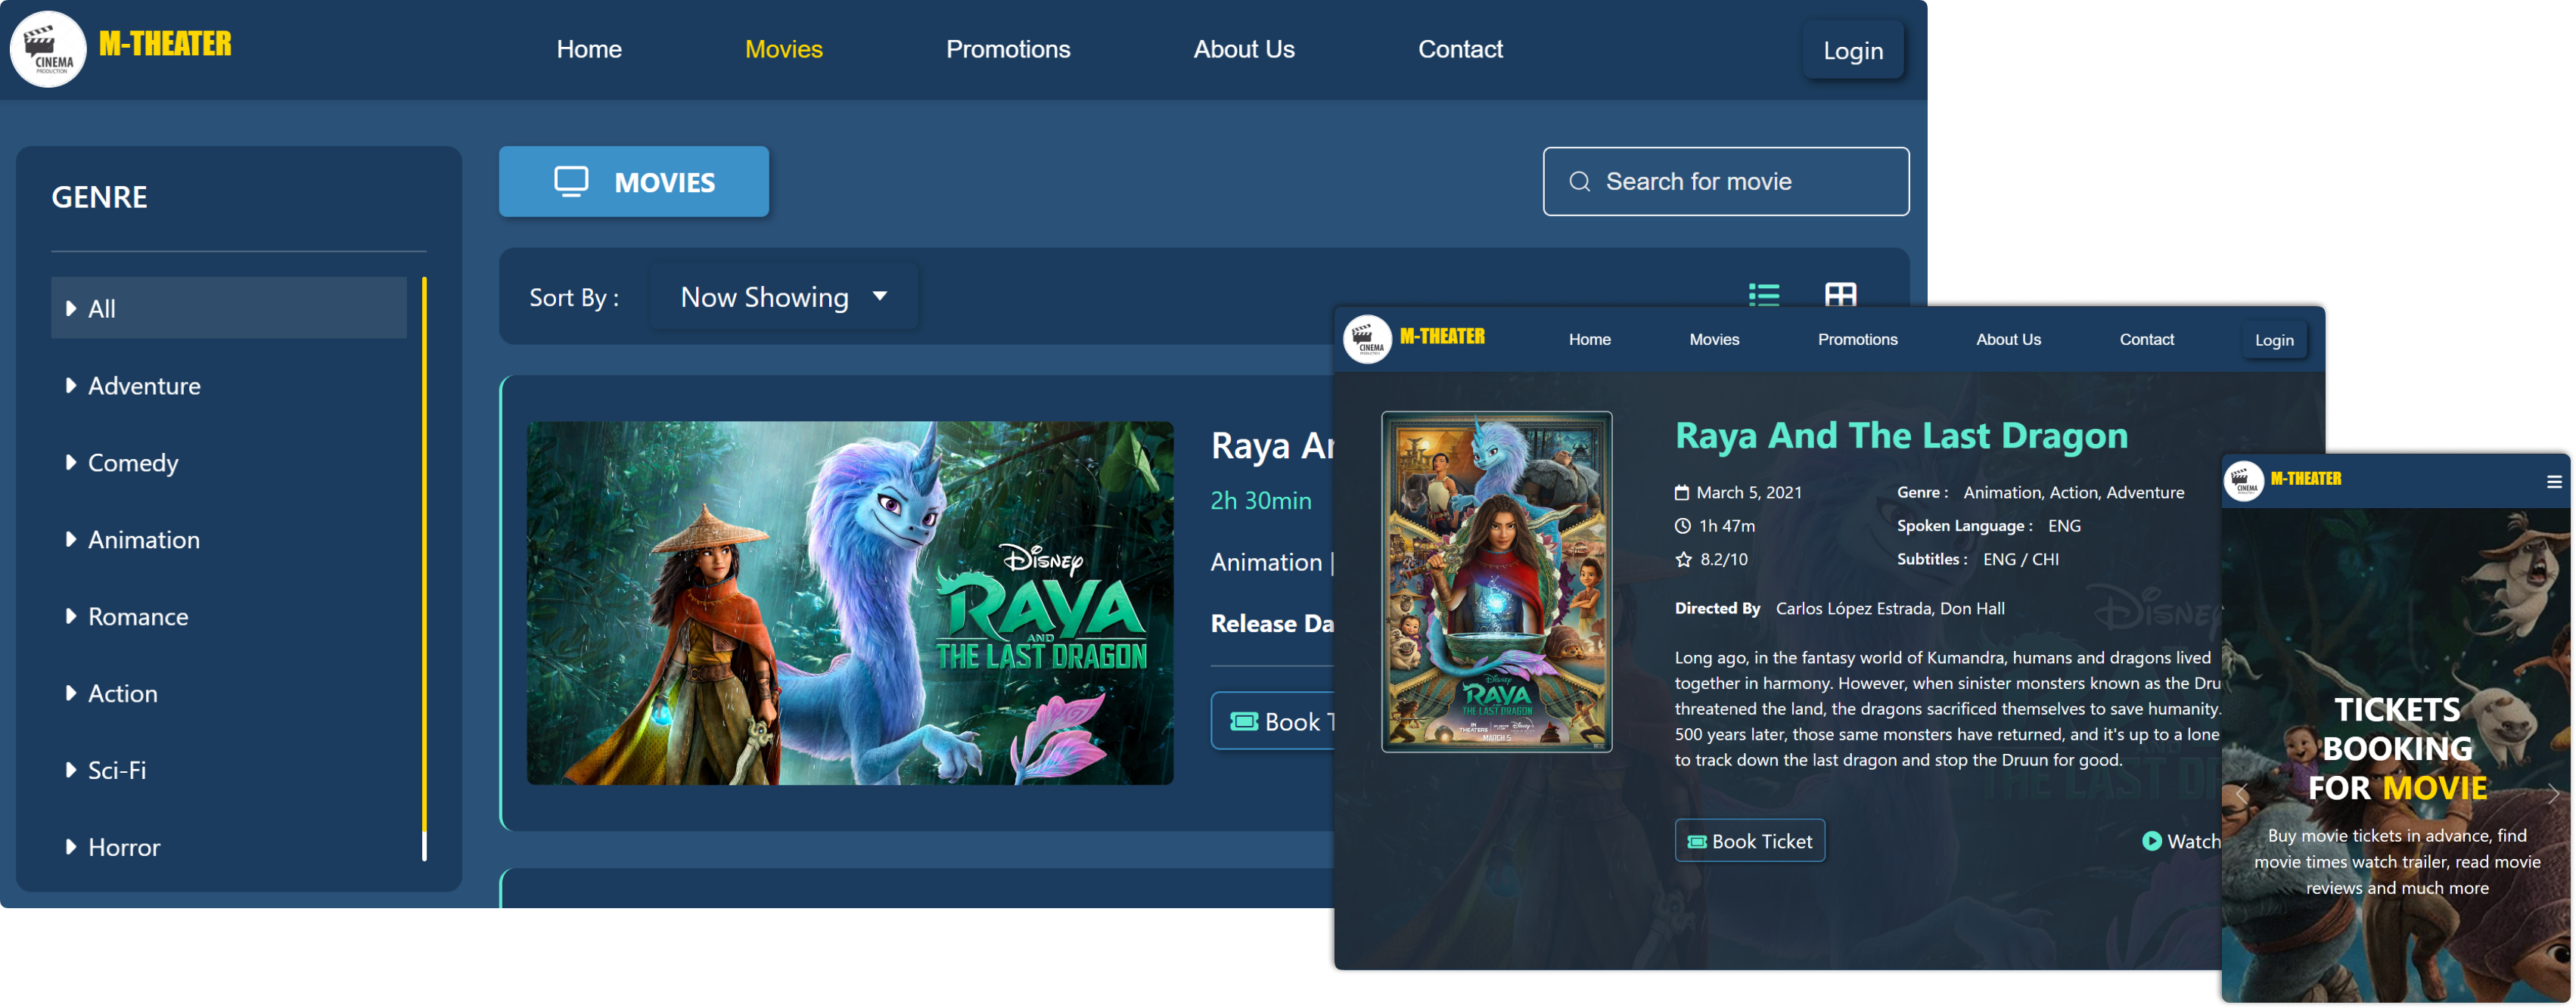 CINEMA
PRODUCTION
M-THEATER
Home
Movies
Promotions
About Us
Contact
Login
GENRE
All
Adventure
Comedy
Animation
Romance
Action
Sci-Fi
Horror
MOVIES
Search for movie
Sort By :
Now Showing
Disney
RAYA
AND
THE LAST DRAGON
Raya Ar
2h 30min
Animation |
Release Da
Book T
CINEMA
M-THEATER
Home
Movies
Promotions
About Us
Contact
Login
Disney
RAYA
THE LAST DRAGON
MARCH 5
Raya And The Last Dragon
March 5, 2021
Genre : Animation, Action, Adventure
1h 47m
Spoken Language : ENG
8.2/10
Subtitles : ENG / CHI
Directed By Carlos López Estrada, Don Hall
Long ago, in the fantasy world of Kumandra, humans and dragons lived
together in harmony. However, when sinister monsters known as the Dru
threatened the land, the dragons sacrificed themselves to save humanity.
500 years later, those same monsters have returned, and it's up to a lone
to track down the last dragon and stop the Druun for good.
Disney
THE LAST DR
Book Ticket
Watch
CINEMA
M-THEATER
TICKETS
BOOKING
FOR MOVIE
Buy movie tickets in advance, find
movie times watch trailer, read movie
reviews and much more